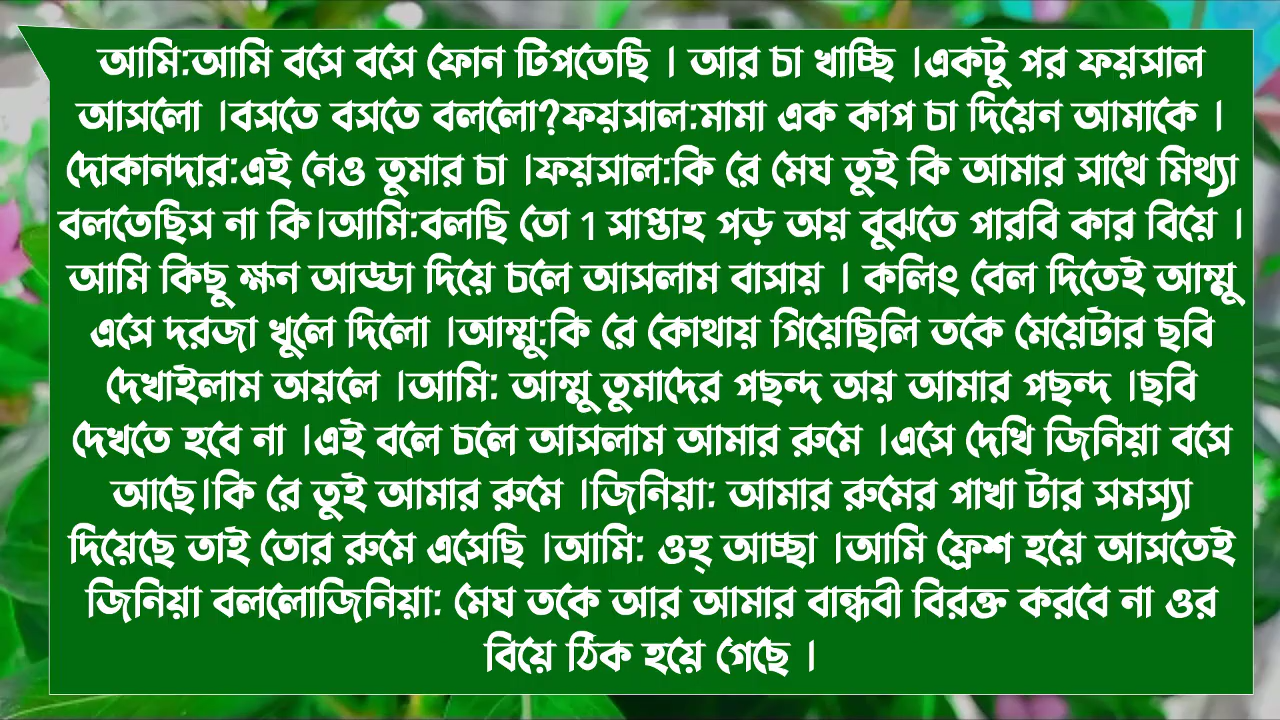 আমি:আমি বসে বসে ফোন টিপতেছি । আর চা খাচ্ছি ।একটু পর ফয়সাল
আসলো ।বসতে বসতে বললো?ফয়সাল:মামা এক কাপ চা দিয়েন আমাকে ।
দোকানদার:এই নেও তুমার চা ।ফয়সাল:কি রে মেঘ তুই কি আমার সাথে মিথ্যা
বলতেছিস না কি।আমি:বলছি তো 1 সাপ্তাহ পড় অয় বুঝতে পারবি কার বিয়ে ।
আমি কিছু ক্ষন আড্ডা দিয়ে চলে আসলাম বাসায় । কলিং বেল দিতেই আম্মু
এসে দরজা খুলে দিলো ।আম্মু:কি রে কোথায় গিয়েছিলি তকে মেয়েটার ছবি
দেখাইলাম অয়লে ।আমি: আম্মু তুমাদের পছন্দ অয় আমার পছন্দ ।ছবি
দেখতে হবে না ।এই বলে চলে আসলাম আমার রুমে ।এসে দেখি জিনিয়া বসে
আছে।কি রে তুই আমার রুমে ।জিনিয়া: আমার রুমের পাখা টার সমস্যা
দিয়েছে তাই তোর রুমে এসেছি ।আমি: ওহ্ আচ্ছা ।আমি ফ্রেশ হয়ে আসতেই
জিনিয়া বললোজিনিয়া: মেঘ তকে আর আমার বান্ধবী বিরক্ত করবে না ওর
বিয়ে ঠিক হয়ে গেছে ।